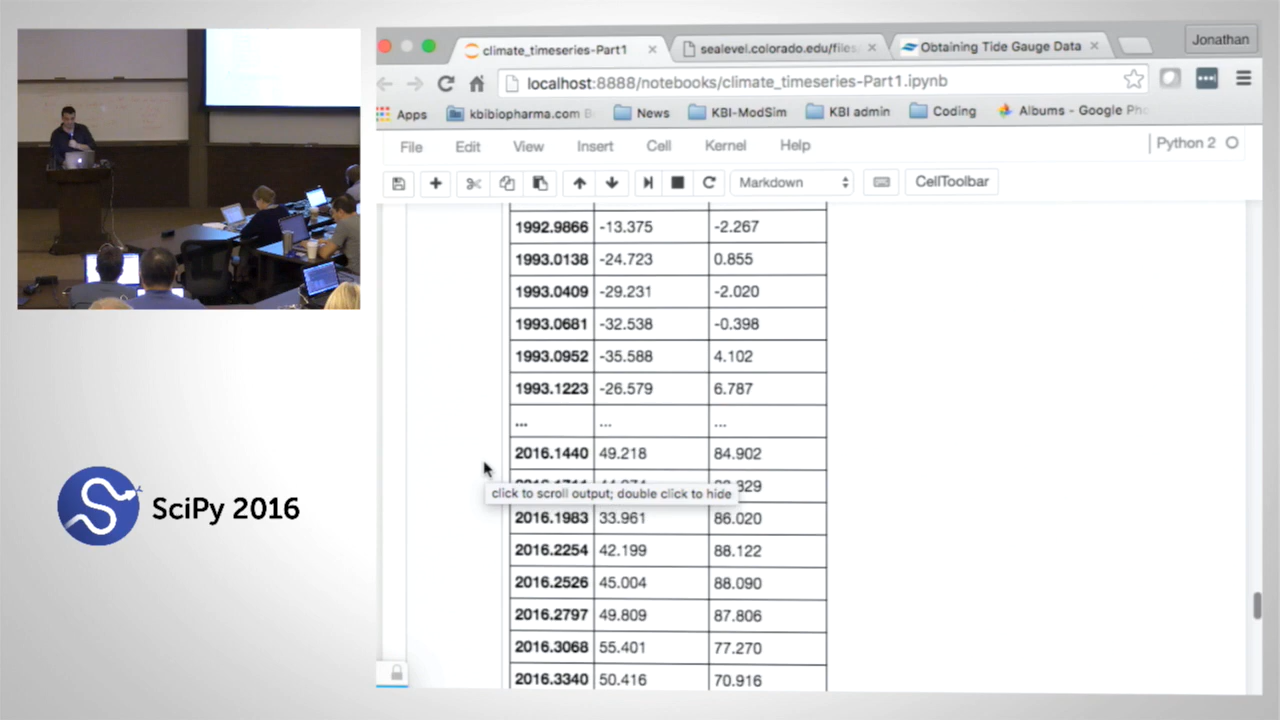 climate_timeseries-Part1
sealevel.colorado.edu/files
Obtaining Tide Gauge Data
Jonathan
localhost:8888/notebooks/climate_timeseries-Part1.ipynb
Apps kbibiopharma.com News KBI-ModSim KBI admin Coding Albums - Google
File Edit View Insert Cell Kernel Help Python 2
Markdown CellToolbar
1992.9866 -13.375 -2.267
1993.0138 -24.723 0.855
1993.0409 -29.231 -2.020
1993.0681 -32.538 -0.398
1993.0952 -35.588 4.102
1993.1223 -26.579 6.787
... ... ...
2016.1440 49.218 84.902
click to scroll output; double click to hide
2016.1983 33.961 86.020
2016.2254 42.199 88.122
2016.2526 45.004 88.090
2016.2797 49.809 87.806
2016.3068 55.401 77.270
2016.3340 50.416 70.916
SciPy 2016